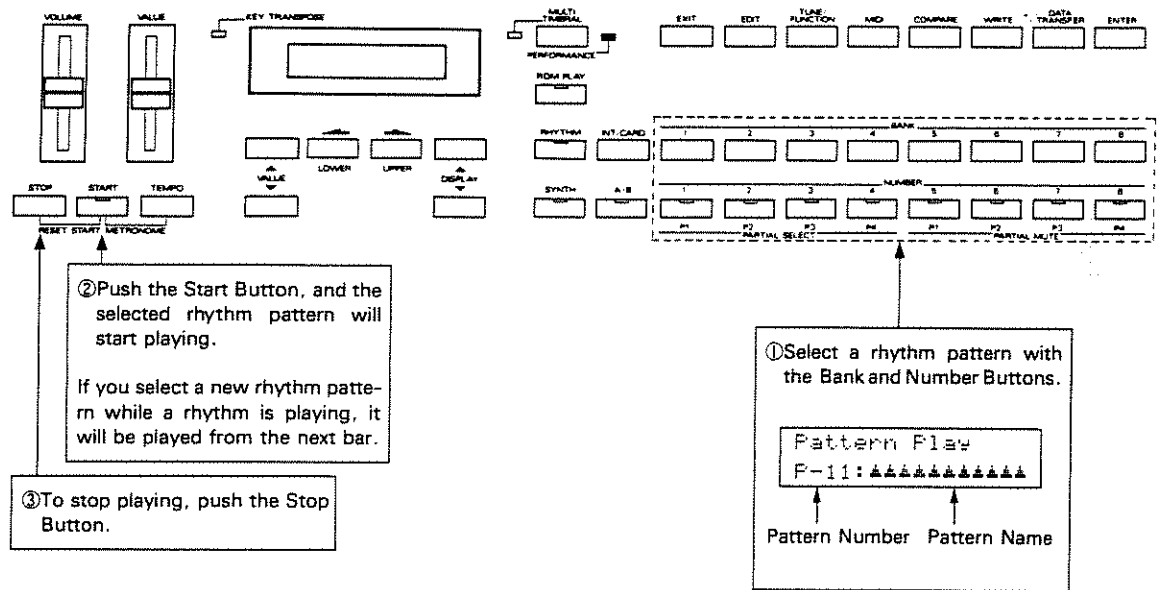 VOLUME VALUE KEY TRANSPOSE MULTI TIMBRAL EXIT EDIT TUNE/FUNCTION MIDI COMPARE WRITE DATA TRANSFER ENTER
PERFORMANCE
ROM PLAY
RHYTHM INT·CARD BANK
1 2 3 4 5 6 7 8
VALUE LOWER UPPER DISPLAY
SYNTH A·B NUMBER
1 2 3 4 5 6 7 8
P1 P2 P3 P4 P1 P2 P3 P4
PARTIAL SELECT PARTIAL MUTE
STOP START TEMPO
RESET START METRONOME
②Push the Start Button, and the
selected rhythm pattern will
start playing.
If you select a new rhythm patte-
rn while a rhythm is playing, it
will be played from the next bar.
③To stop playing, push the Stop
Button.
①Select a rhythm pattern with
the Bank and Number Buttons.
Pattern Play
P-11:
Pattern Number Pattern Name